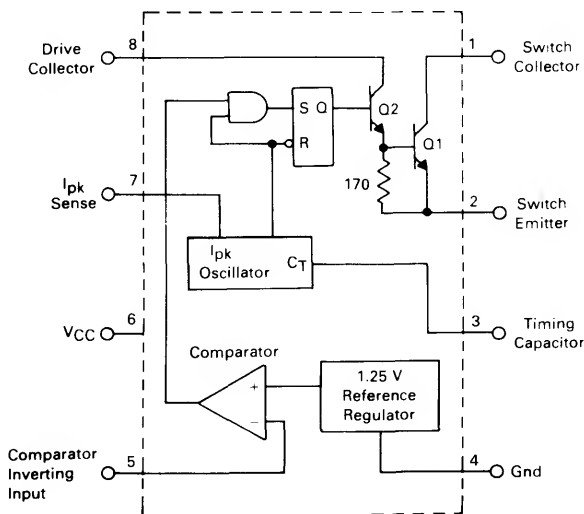 Drive
Collector
8
1
Switch
Collector
S Q
R
Q2
Q1
170
Ipk
Sense
7
2
Switch
Emitter
Ipk
Oscillator
CT
VCC
6
3
Timing
Capacitor
Comparator
+
−
1.25 V
Reference
Regulator
Comparator
Inverting
Input
5
4
Gnd